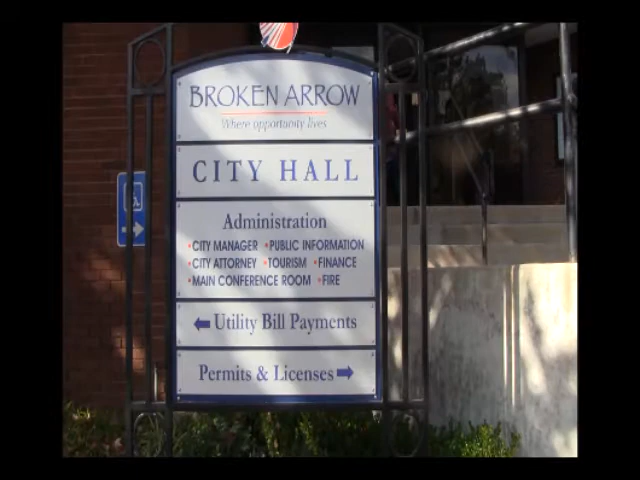 BROKEN ARROW
Where opportunity lives
CITY HALL
Administration
•CITY MANAGER •PUBLIC INFORMATION
•CITY ATTORNEY •TOURISM •FINANCE
•MAIN CONFERENCE ROOM •FIRE
←Utility Bill Payments
Permits & Licenses→